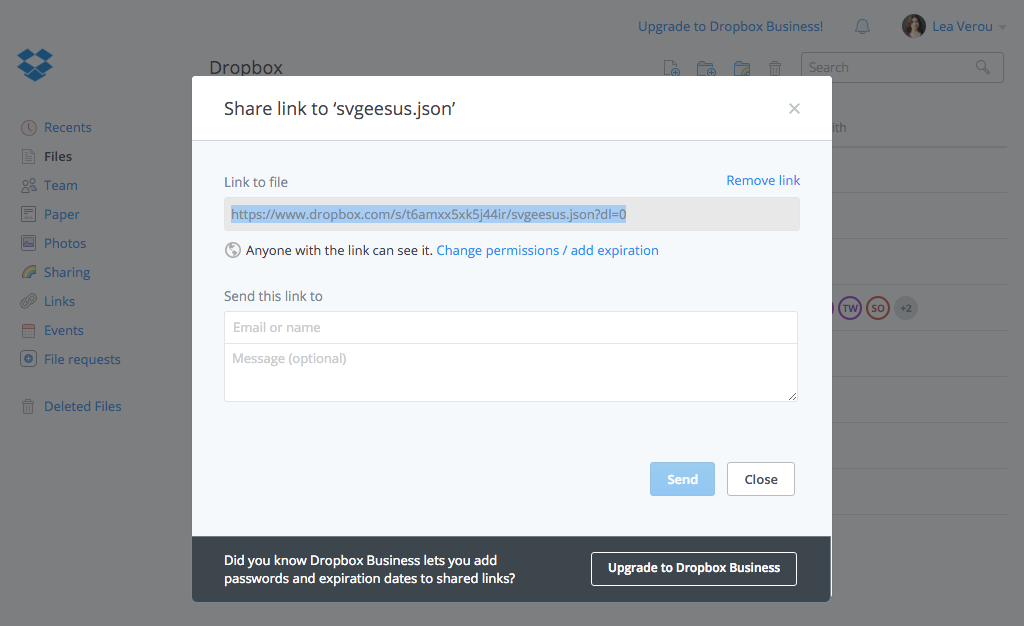 Upgrade to Dropbox Business!
Lea Verou
Dropbox
Search
Recents
Files
Team
Paper
Photos
Sharing
Links
Events
File requests
Deleted Files
Share link to ‘svgeesus.json’
×
Link to file
Remove link
https://www.dropbox.com/s/t6amxx5xk5j44ir/svgeesus.json?dl=0
Anyone with the link can see it. Change permissions / add expiration
Send this link to
Email or name
Message (optional)
Send
Close
TW SO +2
Did you know Dropbox Business lets you add
passwords and expiration dates to shared links?
Upgrade to Dropbox Business